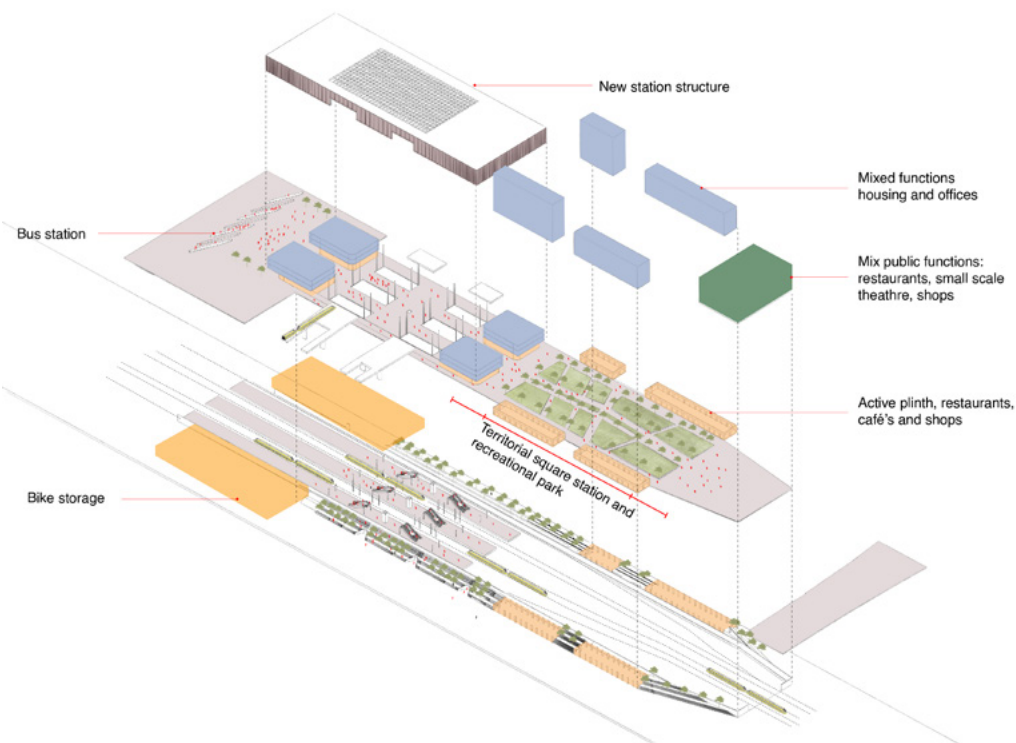 New station structure
Mixed functions
housing and offices
Bus station
Mix public functions:
restaurants, small scale
theathre, shops
Active plinth, restaurants,
café's and shops
Territorial square station and
recreational park
Bike storage